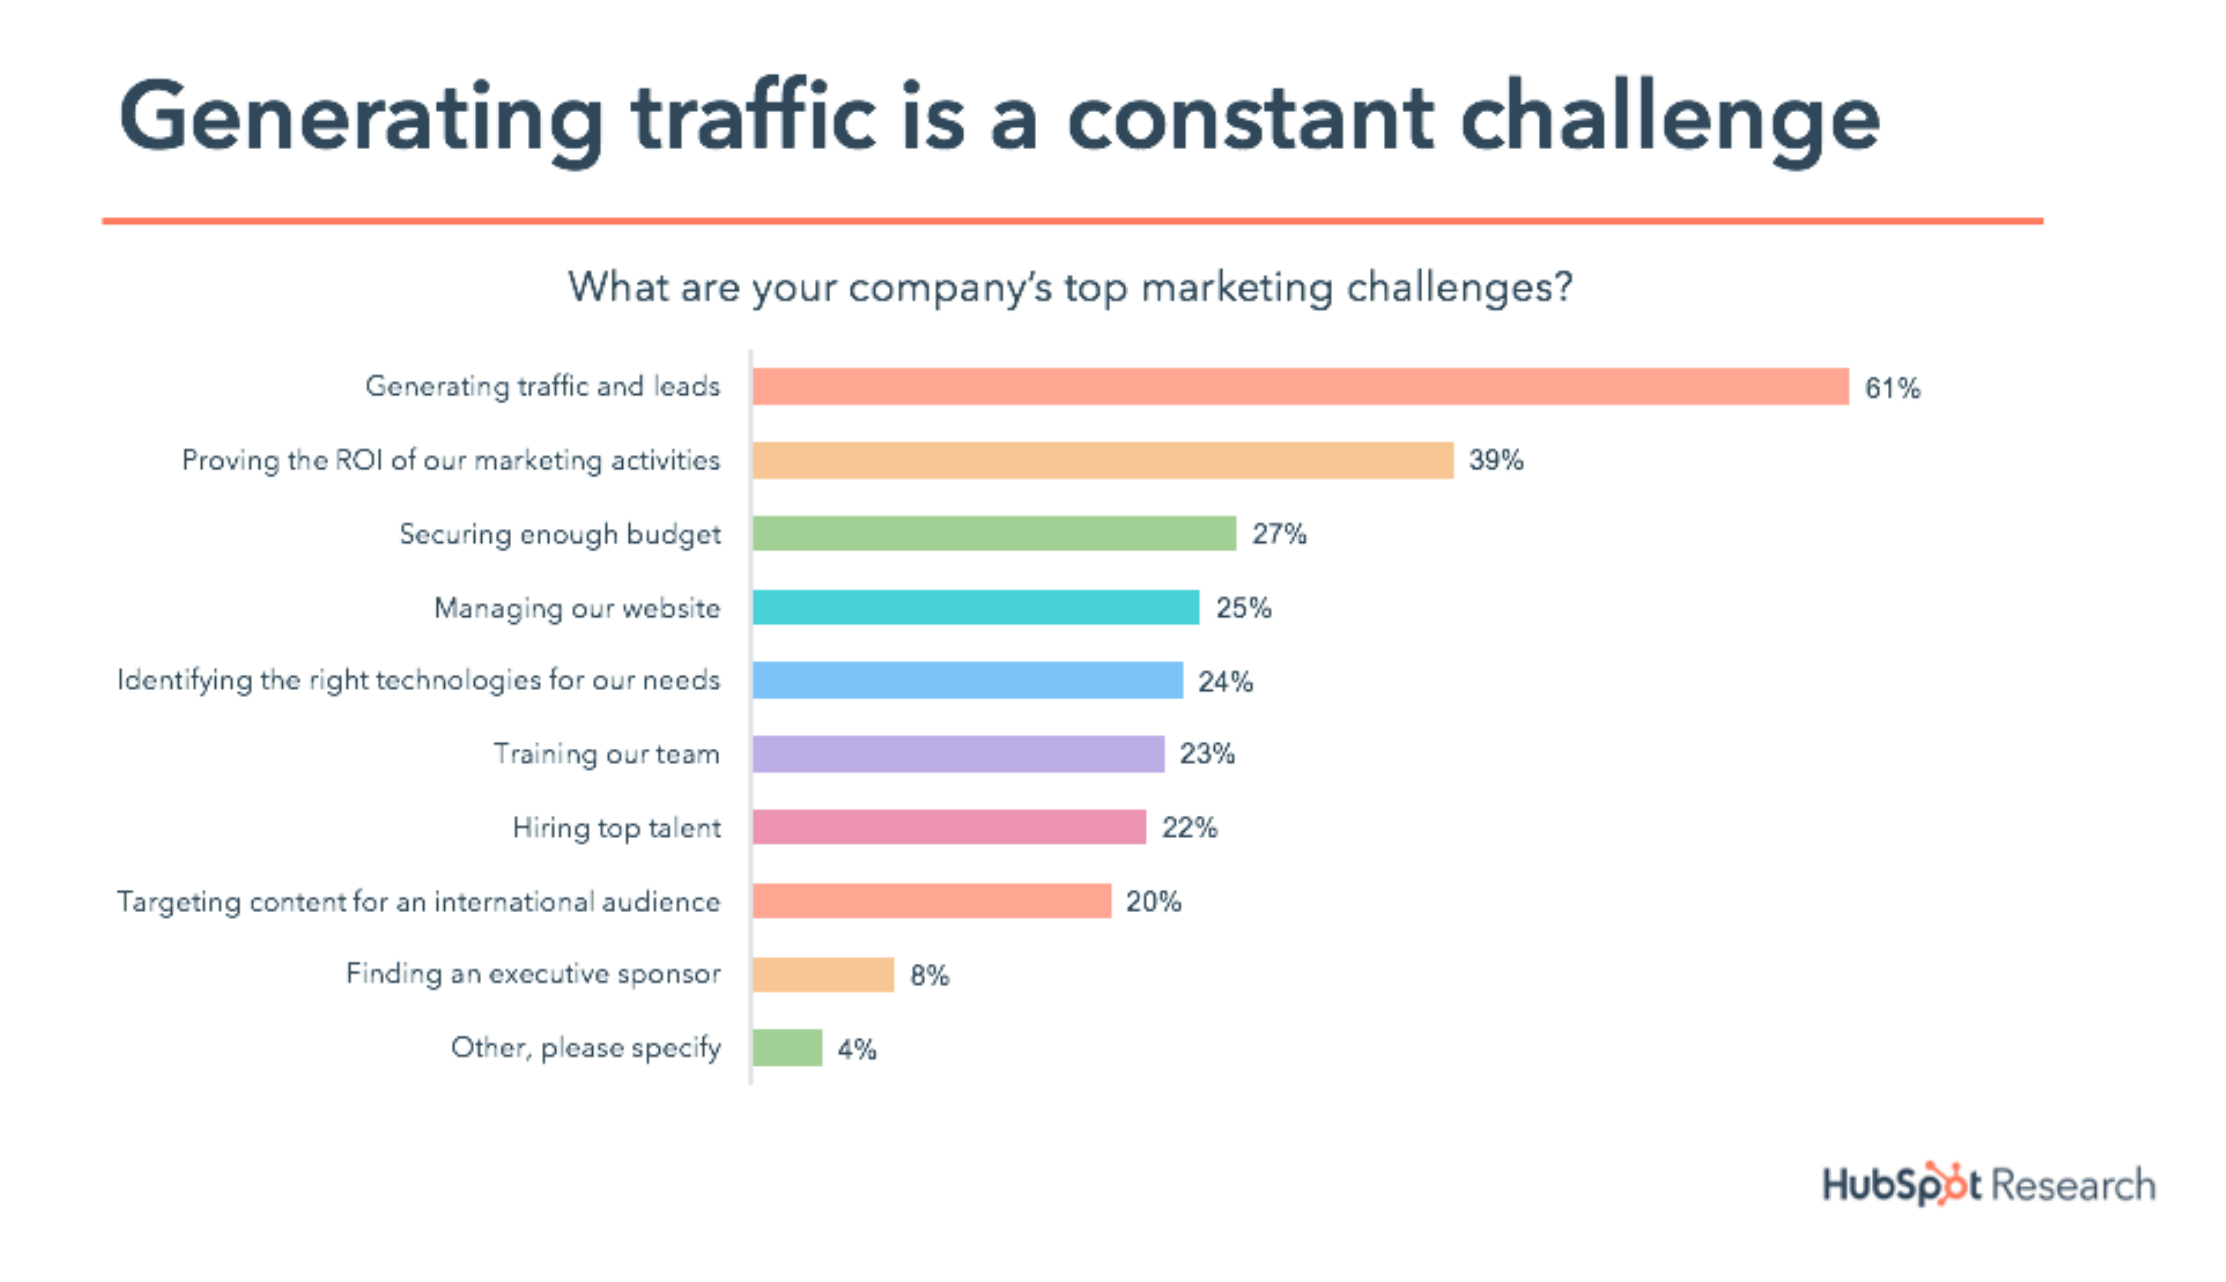 Generating traffic is a constant challenge
What are your company's top marketing challenges?
Generating traffic and leads 61%
Proving the ROI of our marketing activities 39%
Securing enough budget 27%
Managing our website 25%
Identifying the right technologies for our needs 24%
Training our team 23%
Hiring top talent 22%
Targeting content for an international audience 20%
Finding an executive sponsor 8%
Other, please specify 4%
HubSpot Research